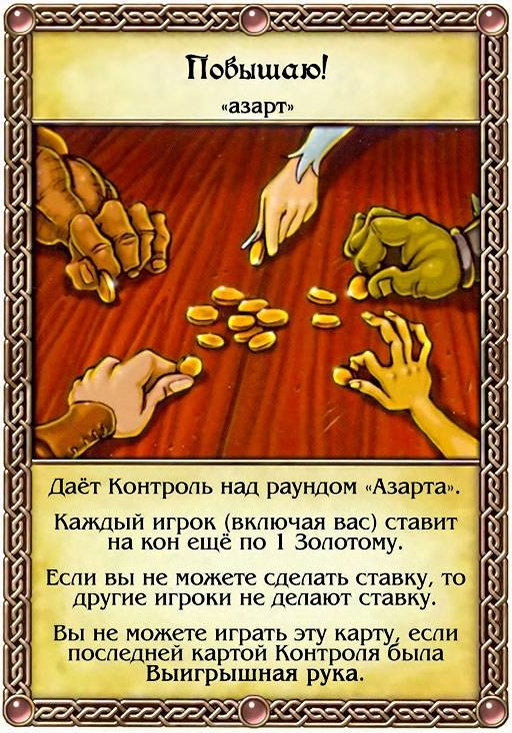 Повышаю!
«азарт»
Даёт Контроль над раундом «Азарта».
Каждый игрок (включая вас) ставит
на кон ещё по 1 Золотому.
Если вы не можете сделать ставку, то
другие игроки не делают ставку.
Вы не можете играть эту карту, если
последней картой Контроля была
Выигрышная рука.